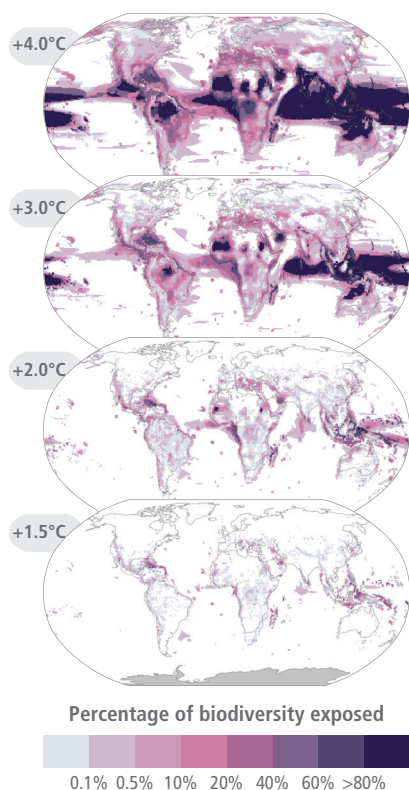 +4.0°C
+3.0°C
+2.0°C
+1.5°C
Percentage of biodiversity exposed
0.1% 0.5% 10% 20% 40% 60% >80%